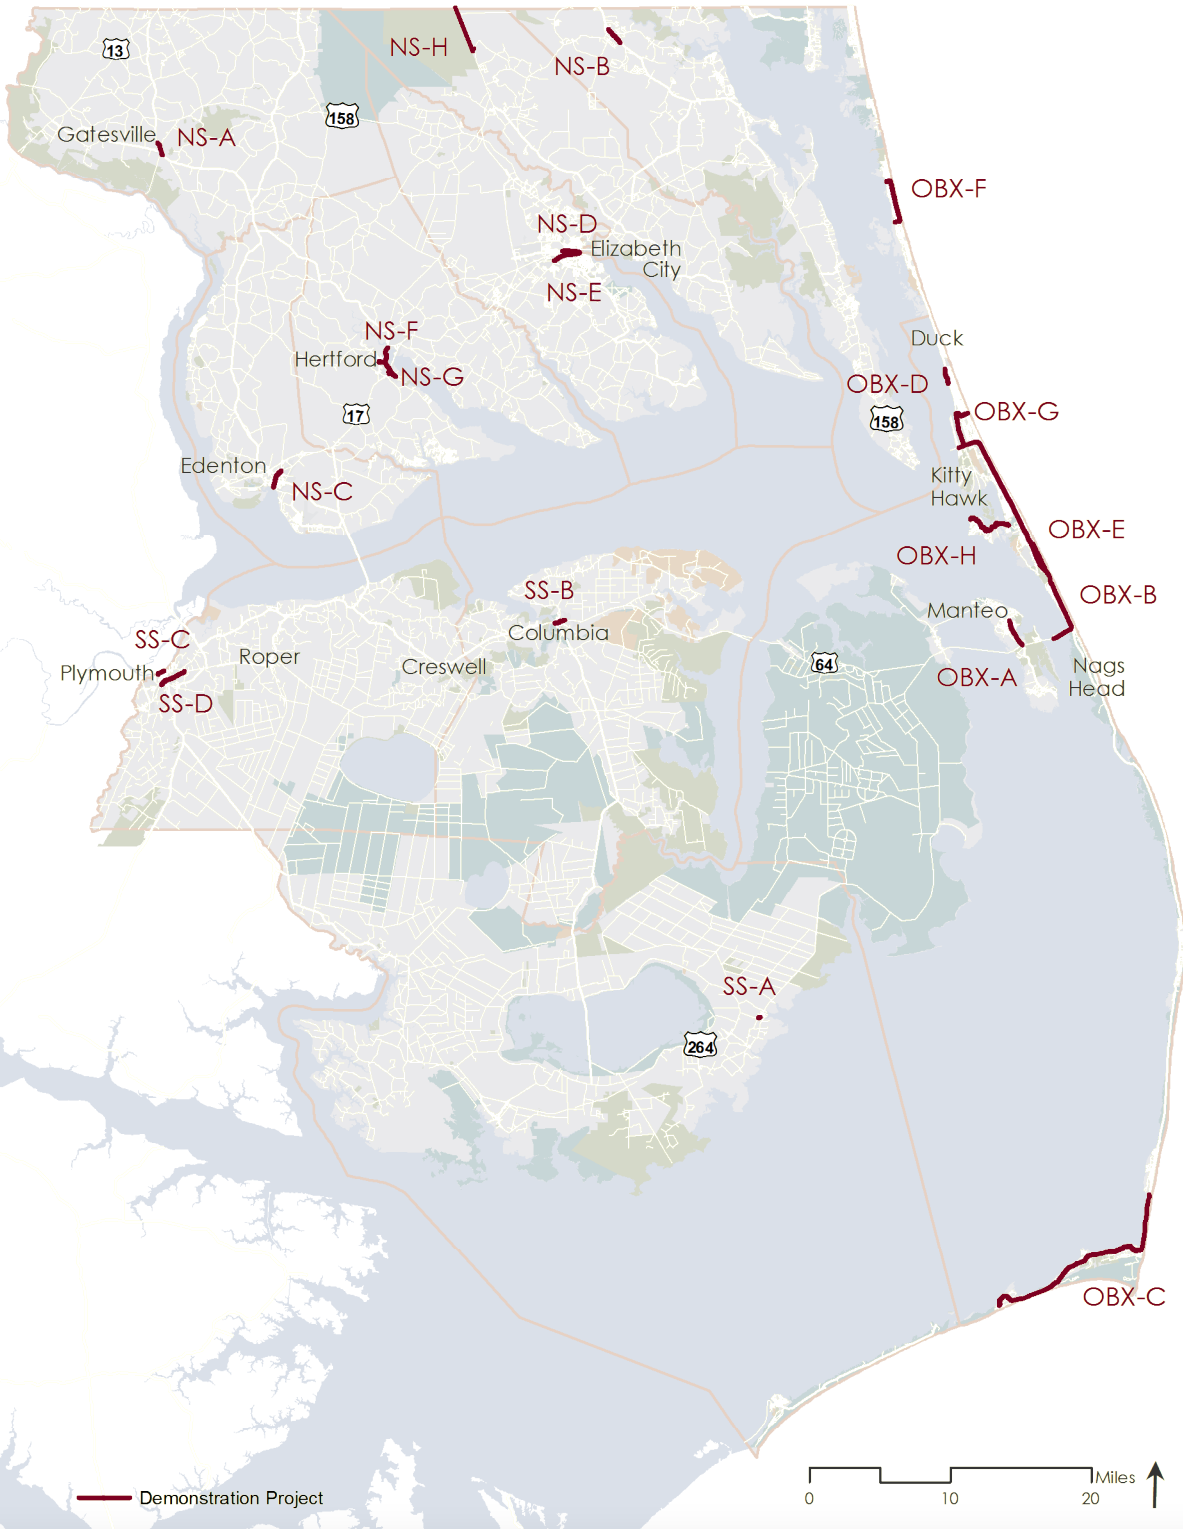 13
NS-H
NS-B
158
Gatesville
NS-A
OBX-F
NS-D
Elizabeth
City
NS-E
NS-F
Hertford
NS-G
Duck
OBX-D
OBX-G
17
158
Edenton
NS-C
Kitty
Hawk
OBX-E
OBX-H
SS-B
OBX-B
Manteo
Columbia
SS-C
Roper
Creswell
Plymouth
64
OBX-A
Nags
Head
SS-D
SS-A
264
OBX-C
Demonstration Project
Miles
0 10 20